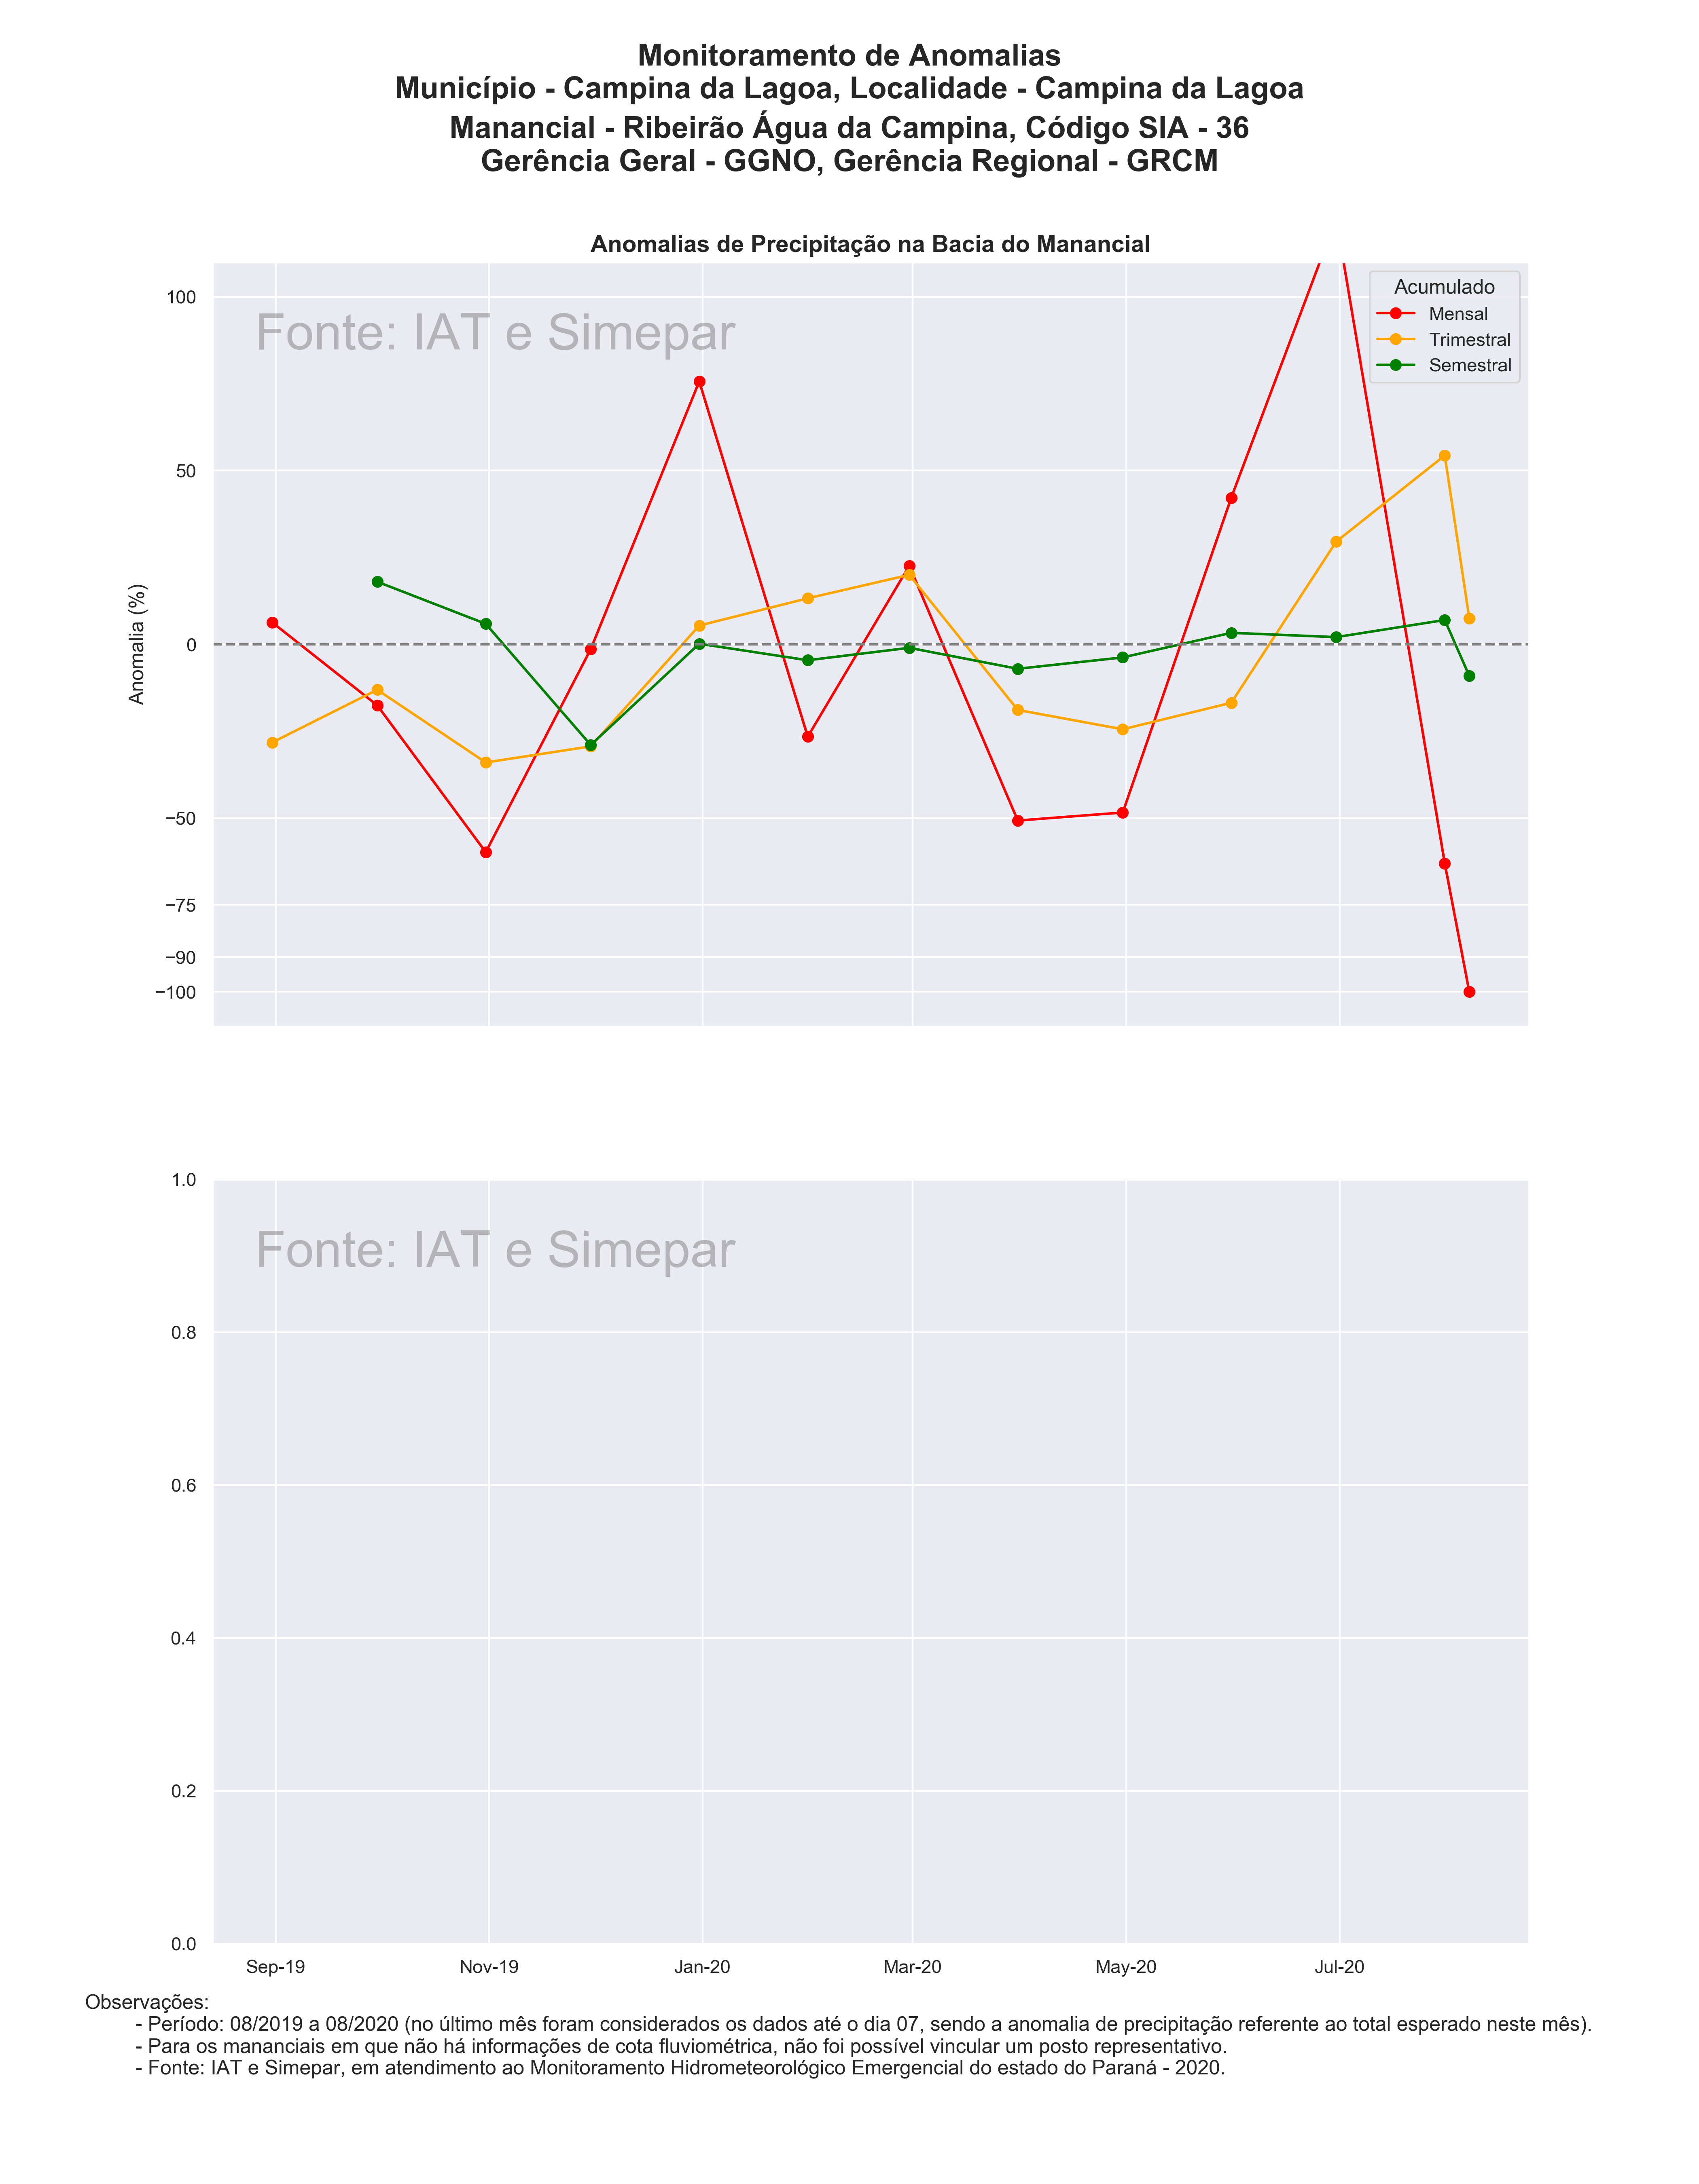 Monitoramento de Anomalias
Município - Campina da Lagoa, Localidade - Campina da Lagoa
Manancial - Ribeirão Água da Campina, Código SIA - 36
Gerência Geral - GGNO, Gerência Regional - GRCM
Anomalias de Precipitação na Bacia do Manancial
Fonte: IAT e Simepar
Acumulado
Mensal
Trimestral
Semestral
Anomalia (%)
100
50
0
−50
−75
−90
−100
Fonte: IAT e Simepar
1.0
0.8
0.6
0.4
0.2
0.0
Sep-19 Nov-19 Jan-20 Mar-20 May-20 Jul-20
Observações:
- Período: 08/2019 a 08/2020 (no último mês foram considerados os dados até o dia 07, sendo a anomalia de precipitação referente ao total esperado neste mês).
- Para os mananciais em que não há informações de cota fluviométrica, não foi possível vincular um posto representativo.
- Fonte: IAT e Simepar, em atendimento ao Monitoramento Hidrometeorológico Emergencial do estado do Paraná - 2020.